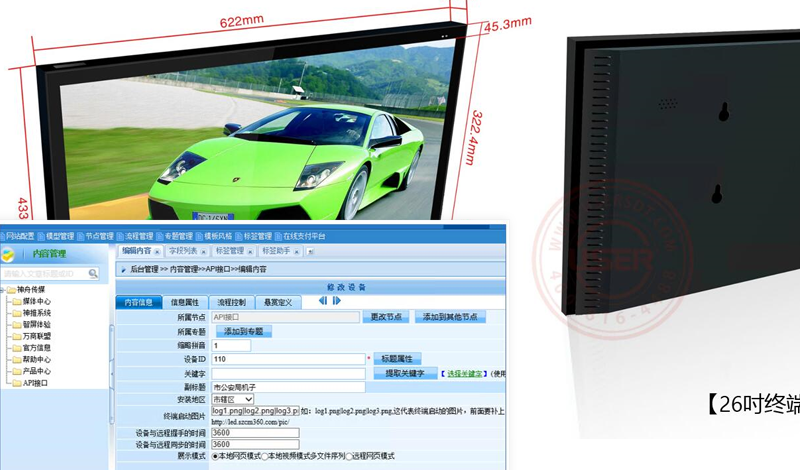 622mm
45.3mm
322.4mm
433
网站配置 模型管理 节点管理 流程管理 专题管理 模板风格 标签管理 在线支付平台
内容管理
编辑内容 字段列表 标签管理 标签助手
请输入文章标题或ID
后台管理 >> 内容管理>>API接口>>编辑内容
神舟传媒
媒体中心
神推系统
智屏体验
万商联盟
官方信息
帮助中心
产品中心
API接口
修 改 设 备
内容信息 信息属性 流程控制 悬赏定义
所属节点 API接口 更改节点 添加到其他节点
所属专题 添加到专题
缩略拼音 1
设备ID 110 * 标题属性
关键字 提取关键字 【选择关键字】(使用
副标题 市公安局机子
安装地区 市辖区
终端启动图片 log1.png|log2.png|log3.p 如: log1.png|log2.png|log3.png,这代表终端启动的图片，前面要补上
http://led.szcm360.com/pic/
设备与远程握手的时间 3600
设备与远程同步的时间 3600
展示模式 本地网页模式 本地视频模式多文件序列 远程网页模式
【26吋终端